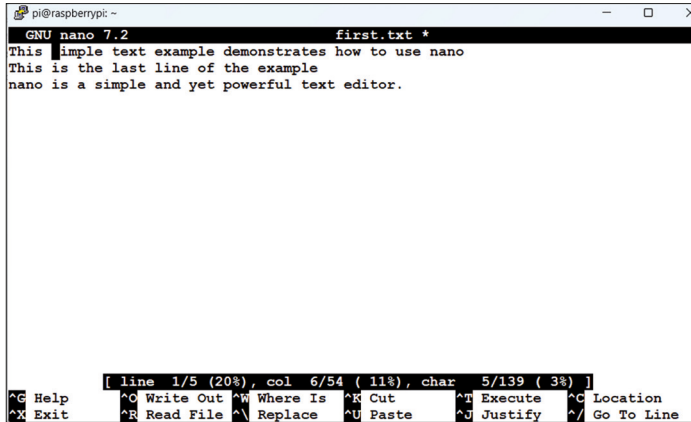 pi@raspberrypi: ~
GNU nano 7.2 first.txt *
This imple text example demonstrates how to use nano
This is the last line of the example
nano is a simple and yet powerful text editor.
[ line 1/5 (20%), col 6/54 ( 11%), char 5/139 ( 3%) ]
^G Help ^O Write Out ^W Where Is ^K Cut ^T Execute ^C Location
^X Exit ^R Read File ^\ Replace ^U Paste ^J Justify ^/ Go To Line